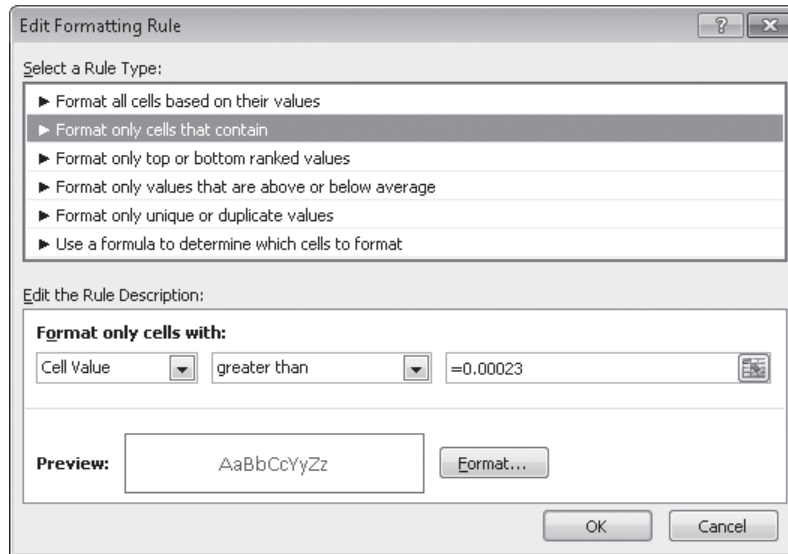 Edit Formatting Rule
Select a Rule Type:
► Format all cells based on their values
► Format only cells that contain
► Format only top or bottom ranked values
► Format only values that are above or below average
► Format only unique or duplicate values
► Use a formula to determine which cells to format
Edit the Rule Description:
Format only cells with:
Cell Value greater than =0.00023
Preview: AaBbCcYyZz Format...
OK Cancel